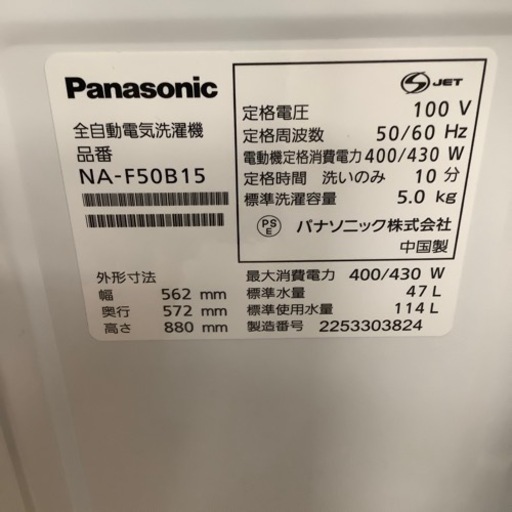 Panasonic
全自動電気洗濯機
品番
NA-F50B15
外形寸法
幅 562 mm
奥行 572 mm
高さ 880 mm
S JET
定格電圧 100 V
定格周波数 50/60 Hz
電動機定格消費電力 400/430 W
定格時間 洗いのみ 10 分
標準洗濯容量 5.0 kg
PS E パナソニック株式会社
中国製
最大消費電力 400/430 W
標準水量 47 L
標準使用水量 114 L
製造番号 2253303824